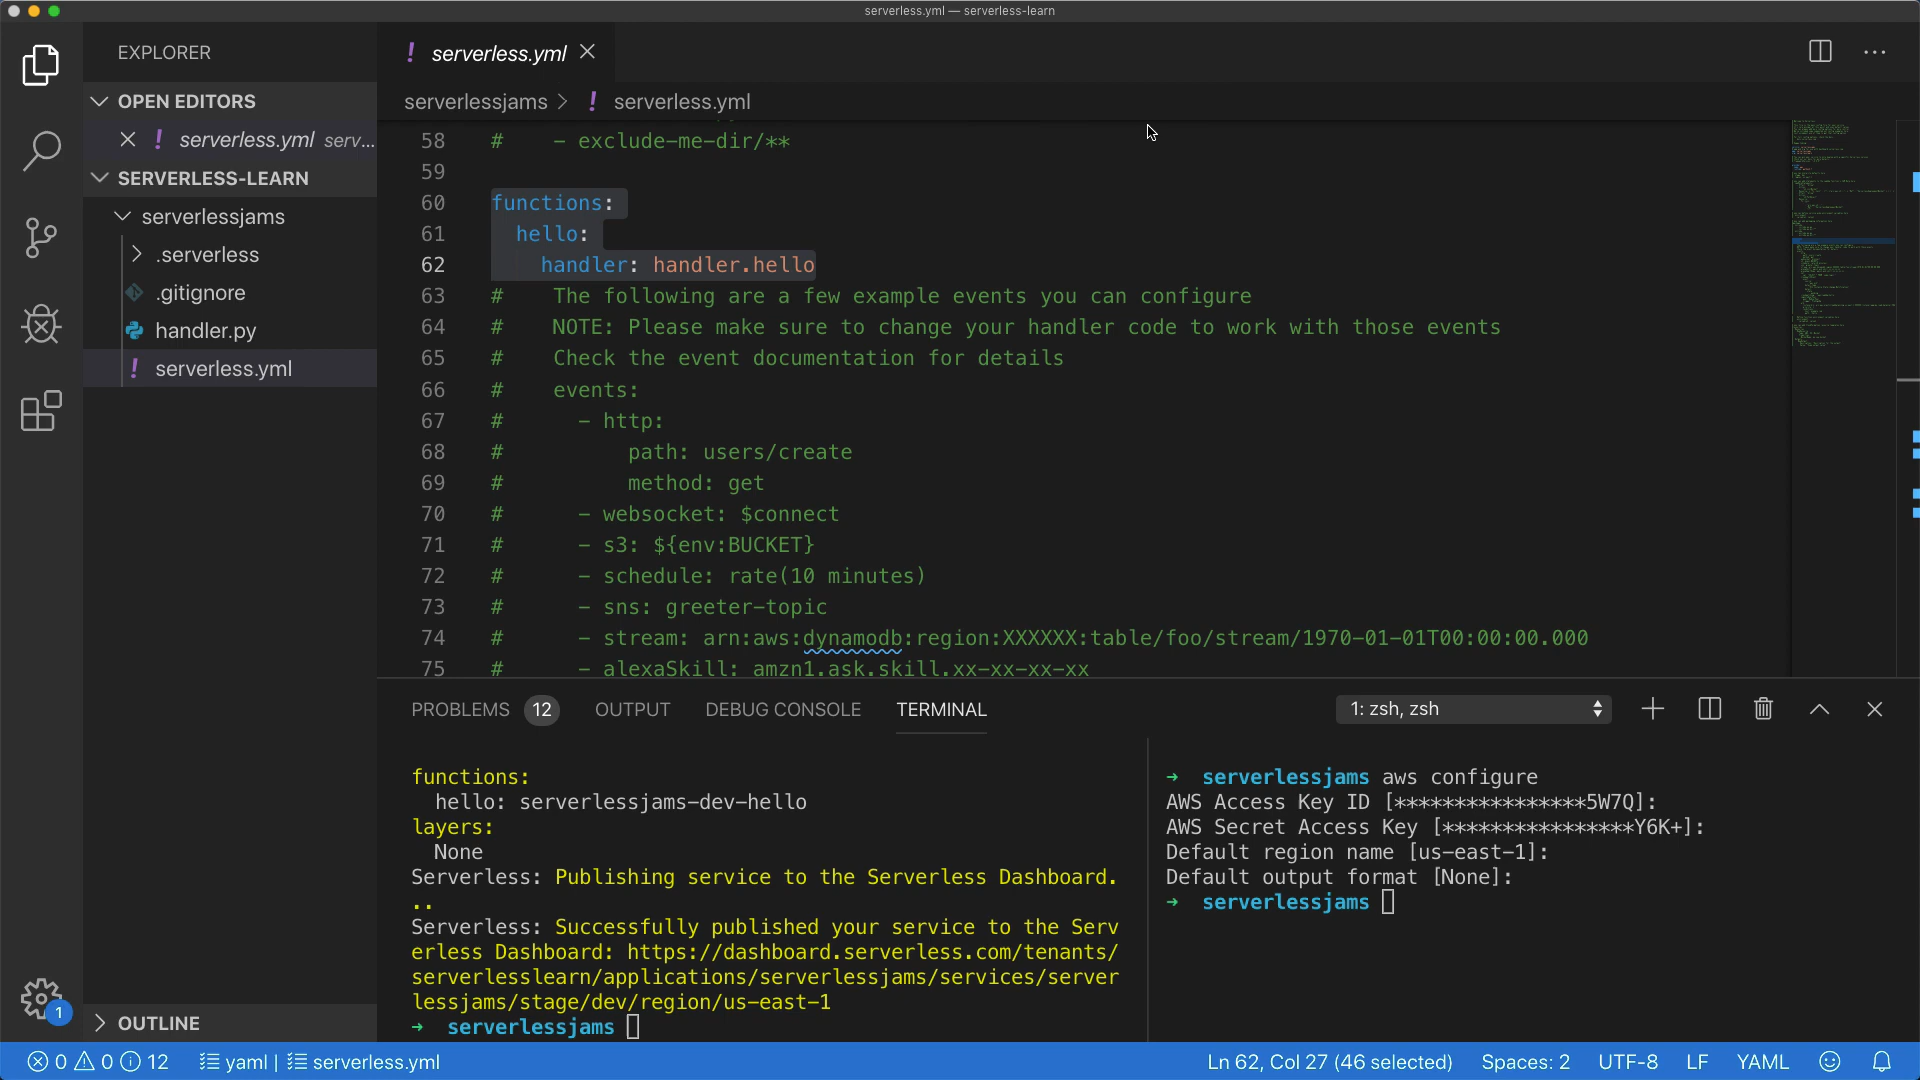 serverless.yml — serverless-learn
EXPLORER
OPEN EDITORS
serverless.yml serv...
SERVERLESS-LEARN
serverlessjams
.serverless
.gitignore
handler.py
serverless.yml
OUTLINE
1
serverless.yml
serverlessjams > ! serverless.yml
58 # - exclude-me-dir/**
59
60 functions:
61 hello:
62 handler: handler.hello
63 # The following are a few example events you can configure
64 # NOTE: Please make sure to change your handler code to work with those events
65 # Check the event documentation for details
66 # events:
67 # - http:
68 # path: users/create
69 # method: get
70 # - websocket: $connect
71 # - s3: ${env:BUCKET}
72 # - schedule: rate(10 minutes)
73 # - sns: greeter-topic
74 # - stream: arn:aws:dynamodb:region:XXXXXX:table/foo/stream/1970-01-01T00:00:00.000
75 # - alexaSkill: amzn1.ask.skill.xx-xx-xx-xx
PROBLEMS 12 OUTPUT DEBUG CONSOLE TERMINAL 1: zsh, zsh
functions:
hello: serverlessjams-dev-hello
layers:
None
Serverless: Publishing service to the Serverless Dashboard.
..
Serverless: Successfully published your service to the Serv
erless Dashboard: https://dashboard.serverless.com/tenants/
serverlesslearn/applications/serverlessjams/services/server
lessjams/stage/dev/region/us-east-1
➜ serverlessjams
➜ serverlessjams aws configure
AWS Access Key ID [****************5W7Q]:
AWS Secret Access Key [****************Y6K+]:
Default region name [us-east-1]:
Default output format [None]:
➜ serverlessjams
0 0 12 yaml | serverless.yml Ln 62, Col 27 (46 selected) Spaces: 2 UTF-8 LF YAML